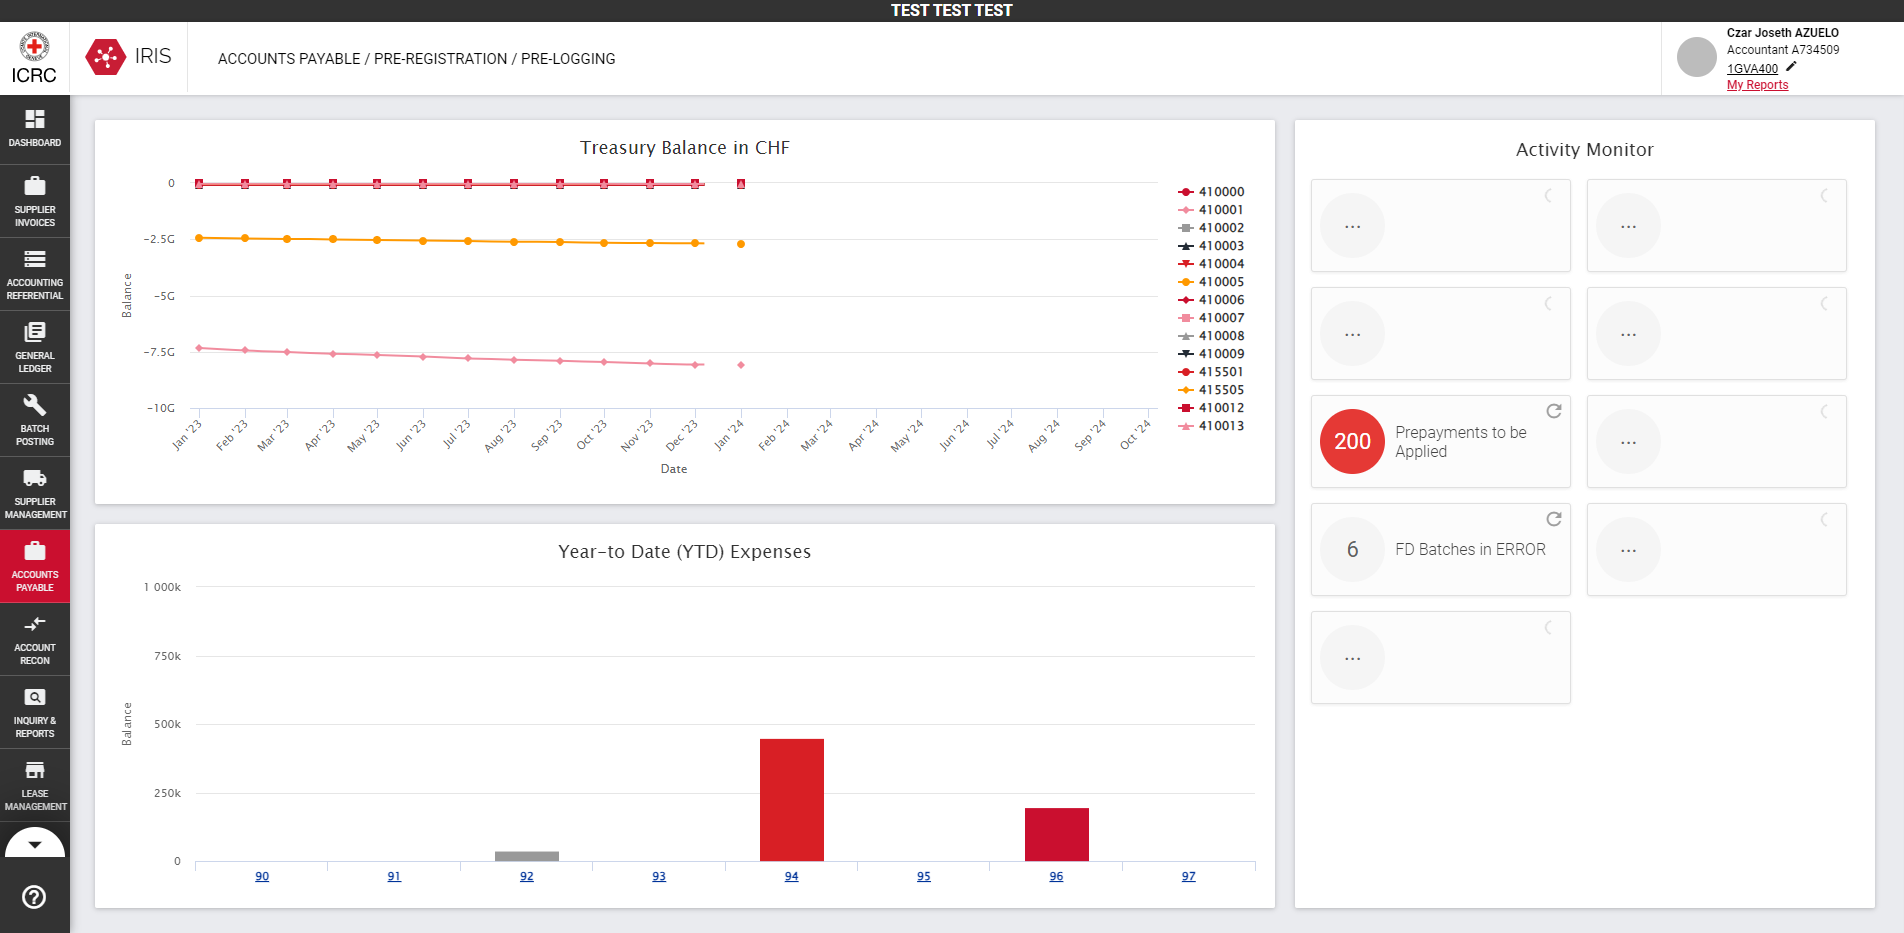 TEST TEST TEST
ICRC
IRIS
ACCOUNTS PAYABLE / PRE-REGISTRATION / PRE-LOGGING
Czar Joseth AZUELO
Accountant A734509
1GVA400
My Reports
DASHBOARD
SUPPLIER
INVOICES
ACCOUNTING
REFERENTIAL
GENERAL
LEDGER
BATCH
POSTING
SUPPLIER
MANAGEMENT
ACCOUNTS
PAYABLE
ACCOUNT
RECON
INQUIRY &
REPORTS
LEASE
MANAGEMENT
Treasury Balance in CHF
Balance
0
−2.5G
−5G
−7.5G
−10G
Jan '23
Feb '23
Mar '23
Apr '23
May '23
Jun '23
Jul '23
Aug '23
Sep '23
Oct '23
Nov '23
Dec '23
Jan '24
Feb '24
Mar '24
Apr '24
May '24
Jun '24
Jul '24
Aug '24
Sep '24
Oct '24
Date
410000
410001
410002
410003
410004
410005
410006
410007
410008
410009
415501
415505
410012
410013
Year-to Date (YTD) Expenses
Balance
1 000k
750k
500k
250k
0
90
91
92
93
94
95
96
97
Activity Monitor
...
...
...
...
200
Prepayments to be
Applied
...
6
FD Batches in ERROR
...
...